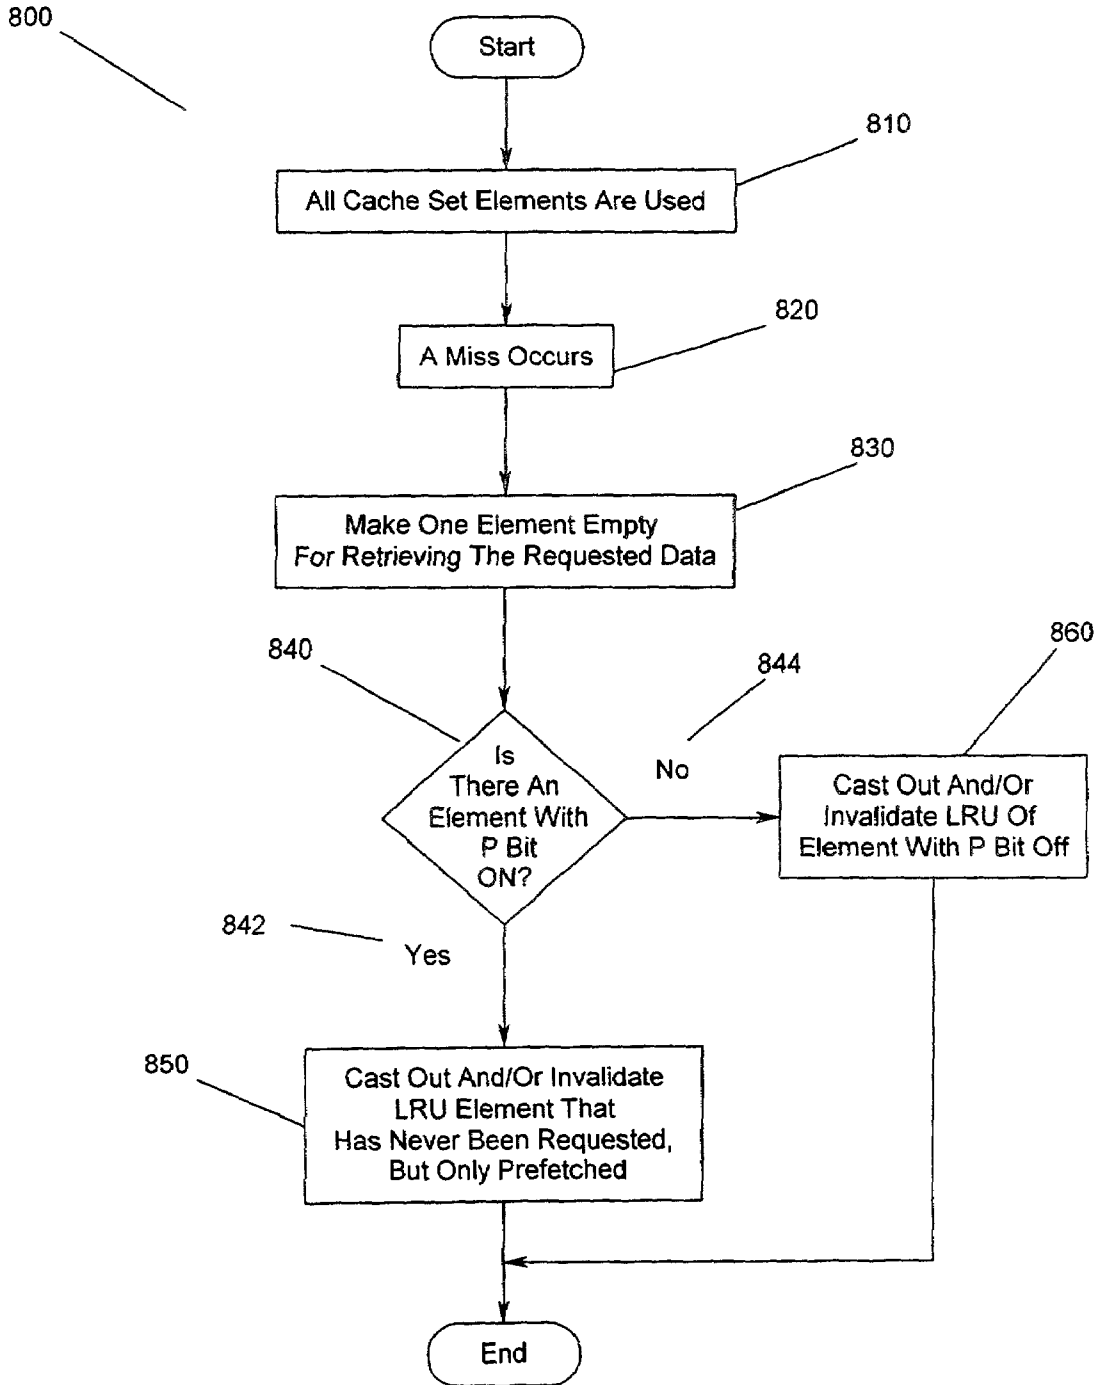 800
Start
810
All Cache Set Elements Are Used
820
A Miss Occurs
830
Make One Element Empty
For Retrieving The Requested Data
840
844
860
Is
There An
Element With
P Bit
ON?
No
Cast Out And/Or
Invalidate LRU Of
Element With P Bit Off
842
Yes
850
Cast Out And/Or Invalidate
LRU Element That
Has Never Been Requested,
But Only Prefetched
End